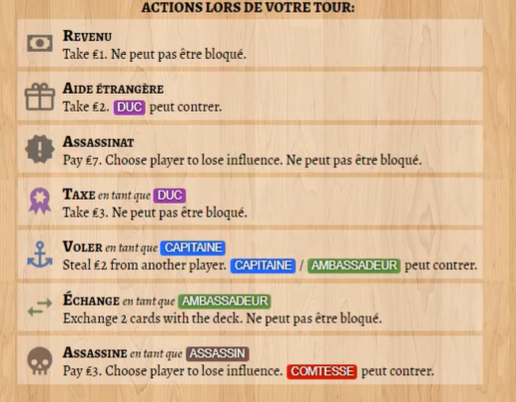 ACTIONS LORS DE VOTRE TOUR:
REVENU
Take £1. Ne peut pas être bloqué.
AIDE ÉTRANGÈRE
Take £2. DUC peut contrer.
ASSASSINAT
Pay £7. Choose player to lose influence. Ne peut pas être bloqué.
TAXE en tant que DUC
Take £3. Ne peut pas être bloqué.
VOLER en tant que CAPITAINE
Steal £2 from another player. CAPITAINE / AMBASSADEUR peut contrer.
ÉCHANGE en tant que AMBASSADEUR
Exchange 2 cards with the deck. Ne peut pas être bloqué.
ASSASSINE en tant que ASSASSIN
Pay £3. Choose player to lose influence. COMTESSE peut contrer.